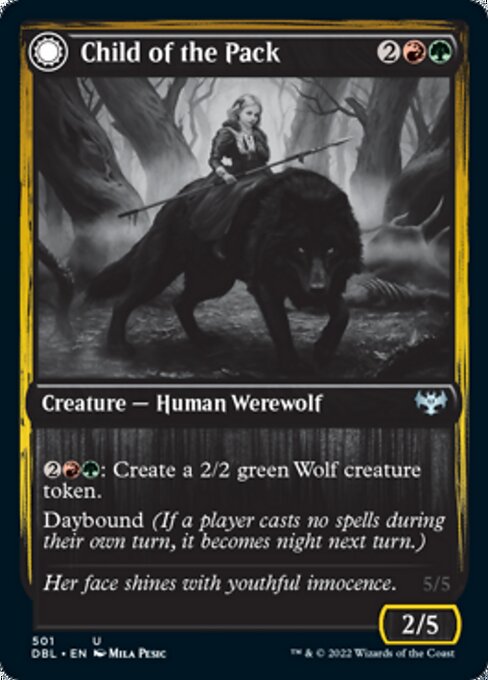 Child of the Pack 2
Creature — Human Werewolf
2: Create a 2/2 green Wolf creature
token.
Daybound (If a player casts no spells during
their own turn, it becomes night next turn.)
Her face shines with youthful innocence. 5/5
2/5
501 U
DBL • EN Mila Pesic
™ & © 2022 Wizards of the Coast